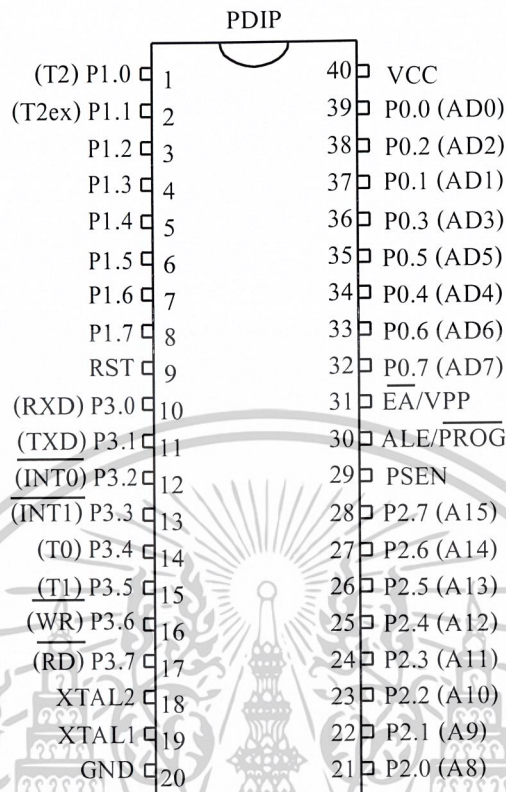 PDIP
(T2) P1.0 1 40 VCC
(T2ex) P1.1 2 39 P0.0 (AD0)
P1.2 3 38 P0.2 (AD2)
P1.3 4 37 P0.1 (AD1)
P1.4 5 36 P0.3 (AD3)
P1.5 6 35 P0.5 (AD5)
P1.6 7 34 P0.4 (AD4)
P1.7 8 33 P0.6 (AD6)
RST 9 32 P0.7 (AD7)
(RXD) P3.0 10 31 E̅A̅/VPP
(TXD) P3.1 11 30 ALE/P̅R̅O̅G̅
(I̅N̅T̅0̅) P3.2 12 29 PSEN
(I̅N̅T̅1̅) P3.3 13 28 P2.7 (A15)
(T0) P3.4 14 27 P2.6 (A14)
(T1) P3.5 15 26 P2.5 (A13)
(W̅R̅) P3.6 16 25 P2.4 (A12)
(R̅D̅) P3.7 17 24 P2.3 (A11)
XTAL2 18 23 P2.2 (A10)
XTAL1 19 22 P2.1 (A9)
GND 20 21 P2.0 (A8)